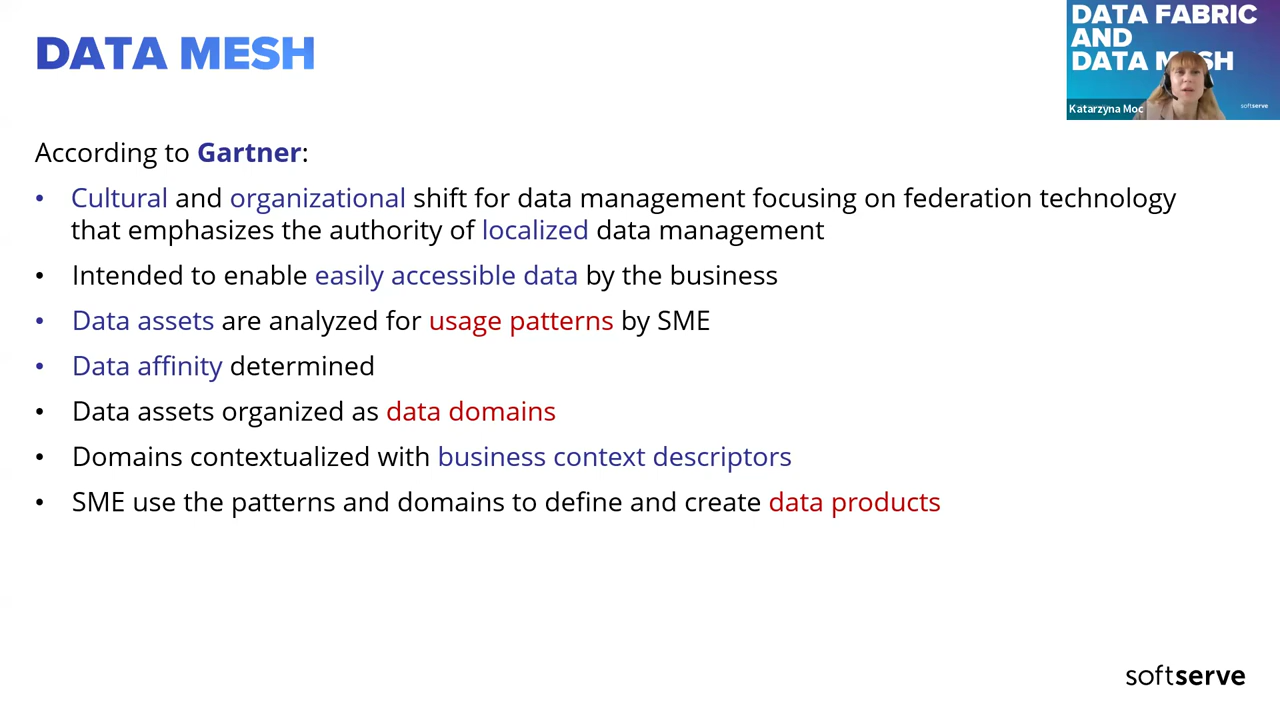 DATA MESH
DATA FABRIC
AND
DATA MESH
Katarzyna Moc
softserve
According to Gartner:
• Cultural and organizational shift for data management focusing on federation technology
that emphasizes the authority of localized data management
• Intended to enable easily accessible data by the business
• Data assets are analyzed for usage patterns by SME
• Data affinity determined
• Data assets organized as data domains
• Domains contextualized with business context descriptors
• SME use the patterns and domains to define and create data products
softserve